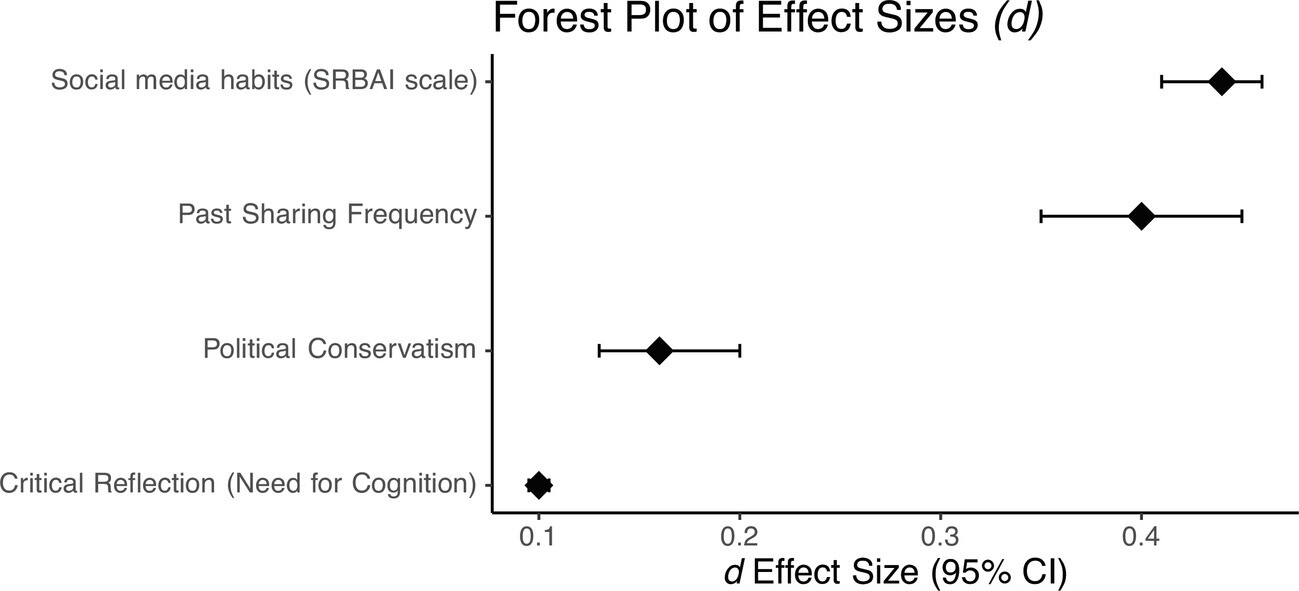 Forest Plot of Effect Sizes (d)
Social media habits (SRBAI scale)
Past Sharing Frequency
Political Conservatism
Critical Reflection (Need for Cognition)
0.1 0.2 0.3 0.4
d Effect Size (95% CI)